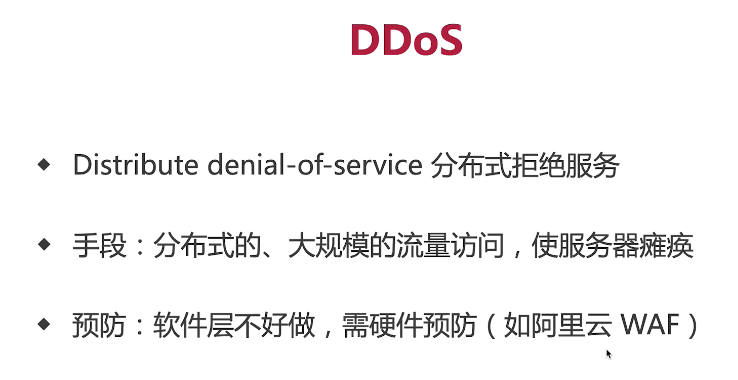 DDoS
Distribute denial-of-service 分布式拒绝服务
手段：分布式的、大规模的流量访问，使服务器瘫痪
预防：软件层不好做，需硬件预防（如阿里云 WAF）